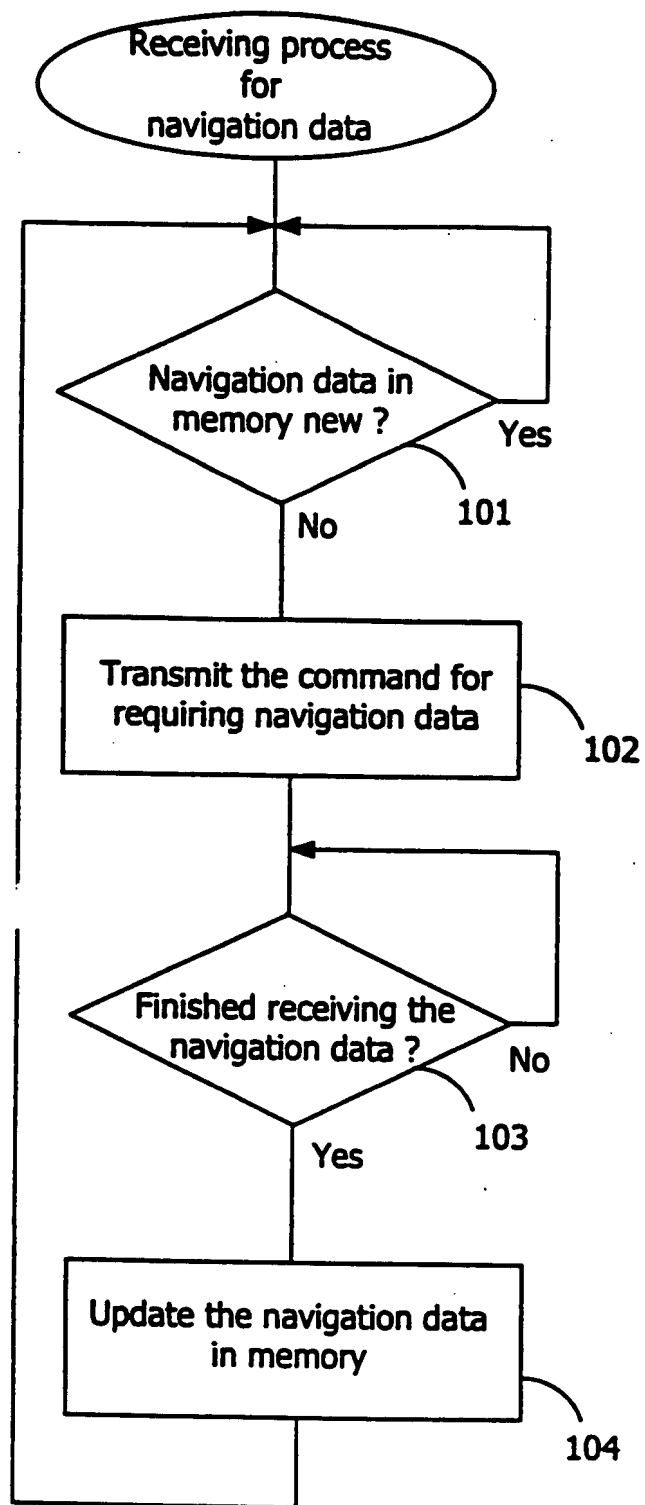 Receiving process
for
navigation data
Navigation data in
memory new ?
Yes
101
No
Transmit the command for
requiring navigation data
102
Finished receiving the
navigation data ?
No
103
Yes
Update the navigation data
in memory
104